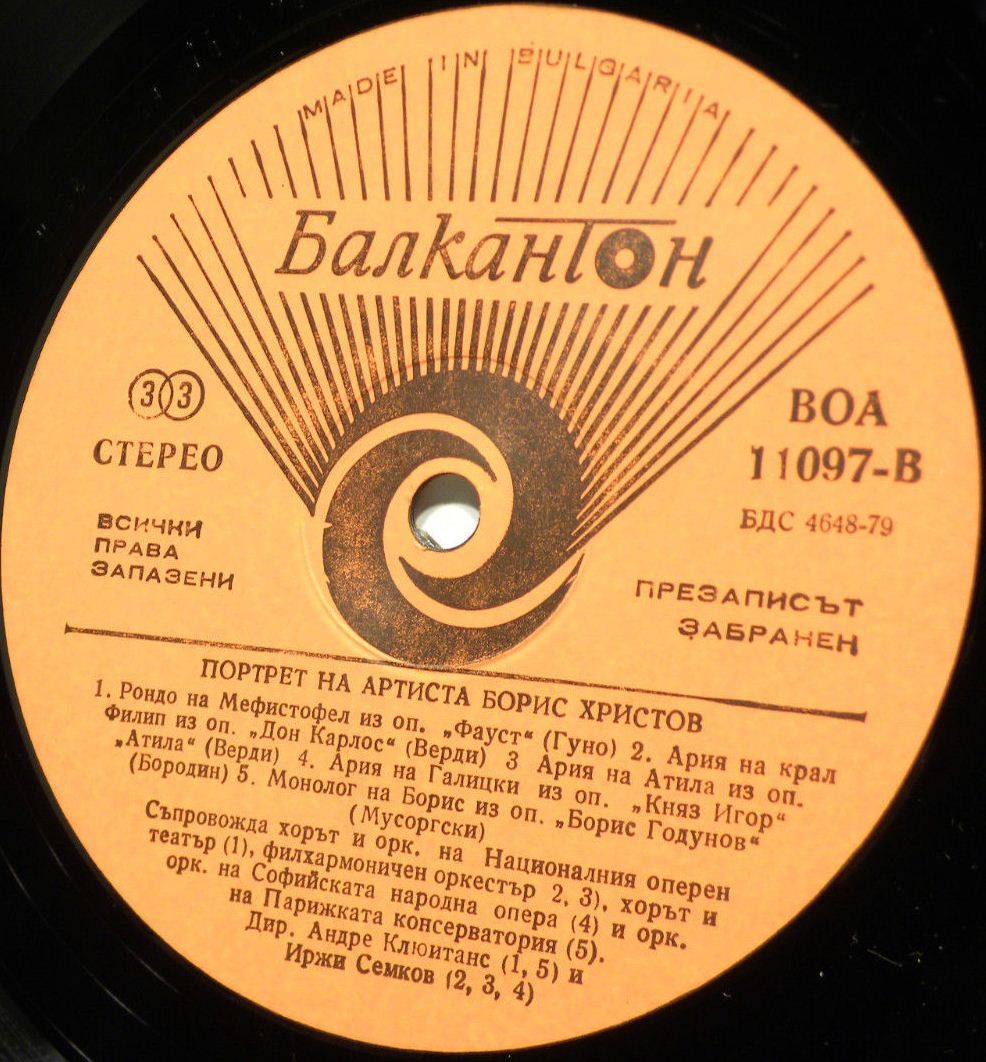 MADE IN BULGARIA
Балкантон
33
СТЕРЕО
ВСИЧКИ
ПРАВА
ЗАПАЗЕНИ
ВОА
11097-В
БДС 4648-79
ПРЕЗАПИСЪТ
ЗАБРАНЕН
ПОРТРЕТ НА АРТИСТА БОРИС ХРИСТОВ
1. Рондо на Мефистофел из оп. „Фауст“ (Гуно) 2. Ария на крал
Филип из оп. „Дон Карлос“ (Верди) 3 Ария на Атила из оп.
„Атила“ (Верди) 4. Ария на Галицки из оп. „Княз Игор“
(Бородин) 5. Монолог на Борис из оп. „Борис Годунов“
(Мусоргски)
Съпровожда хорът и орк. на Националния оперен
театър (1), филхармоничен оркестър 2, 3), хорът и
орк. на Софийската народна опера (4) и орк.
на Парижката консерватория (5).
Дир. Андре Клюитанс (1, 5) и
Иржи Семков (2, 3, 4)